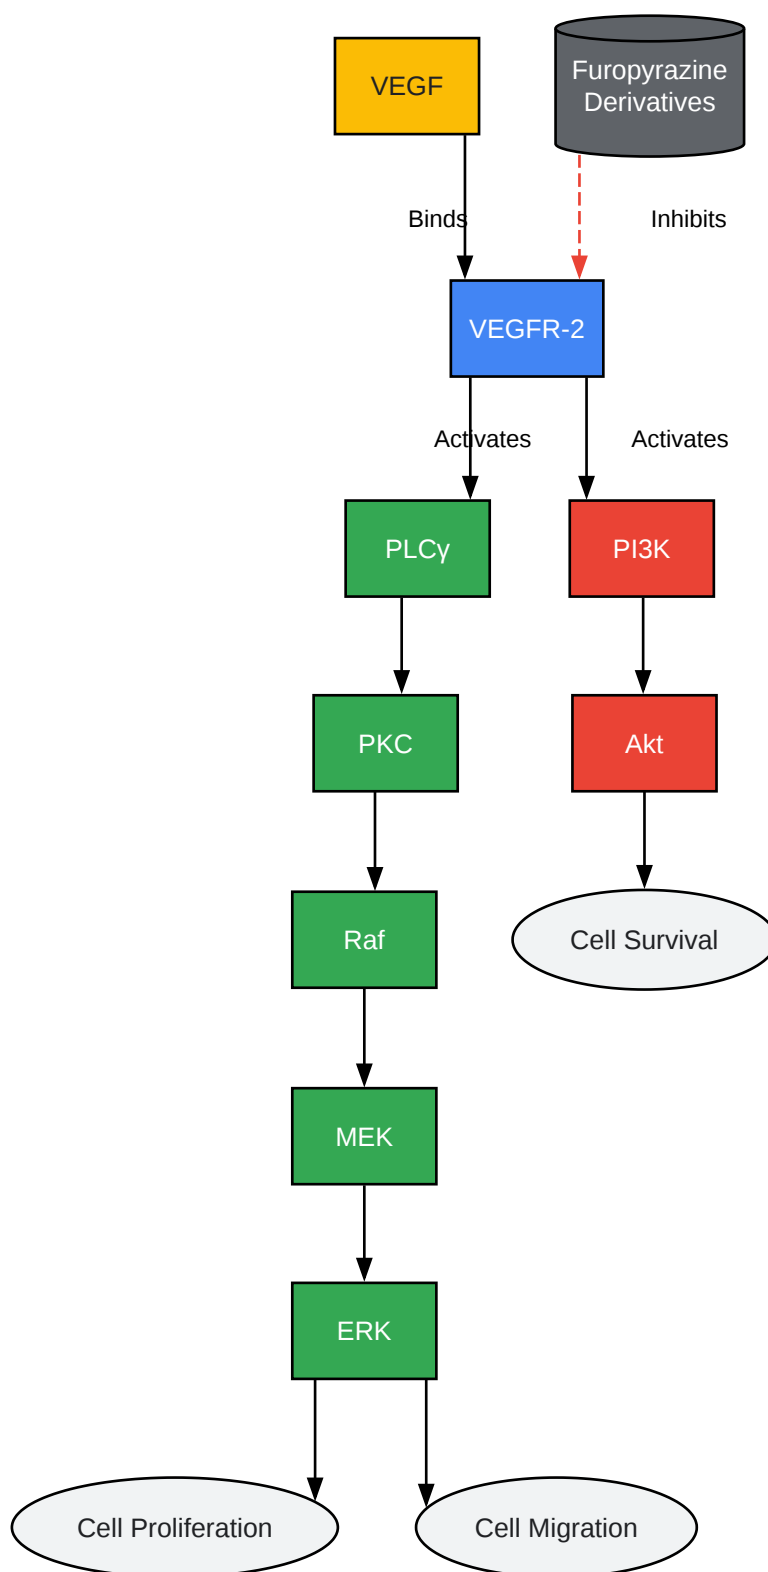 VEGF
Furopyrazine
Derivatives
Binds
Inhibits
VEGFR-2
Activates
Activates
PLCγ
PI3K
PKC
Akt
Raf
Cell Survival
MEK
ERK
Cell Proliferation
Cell Migration